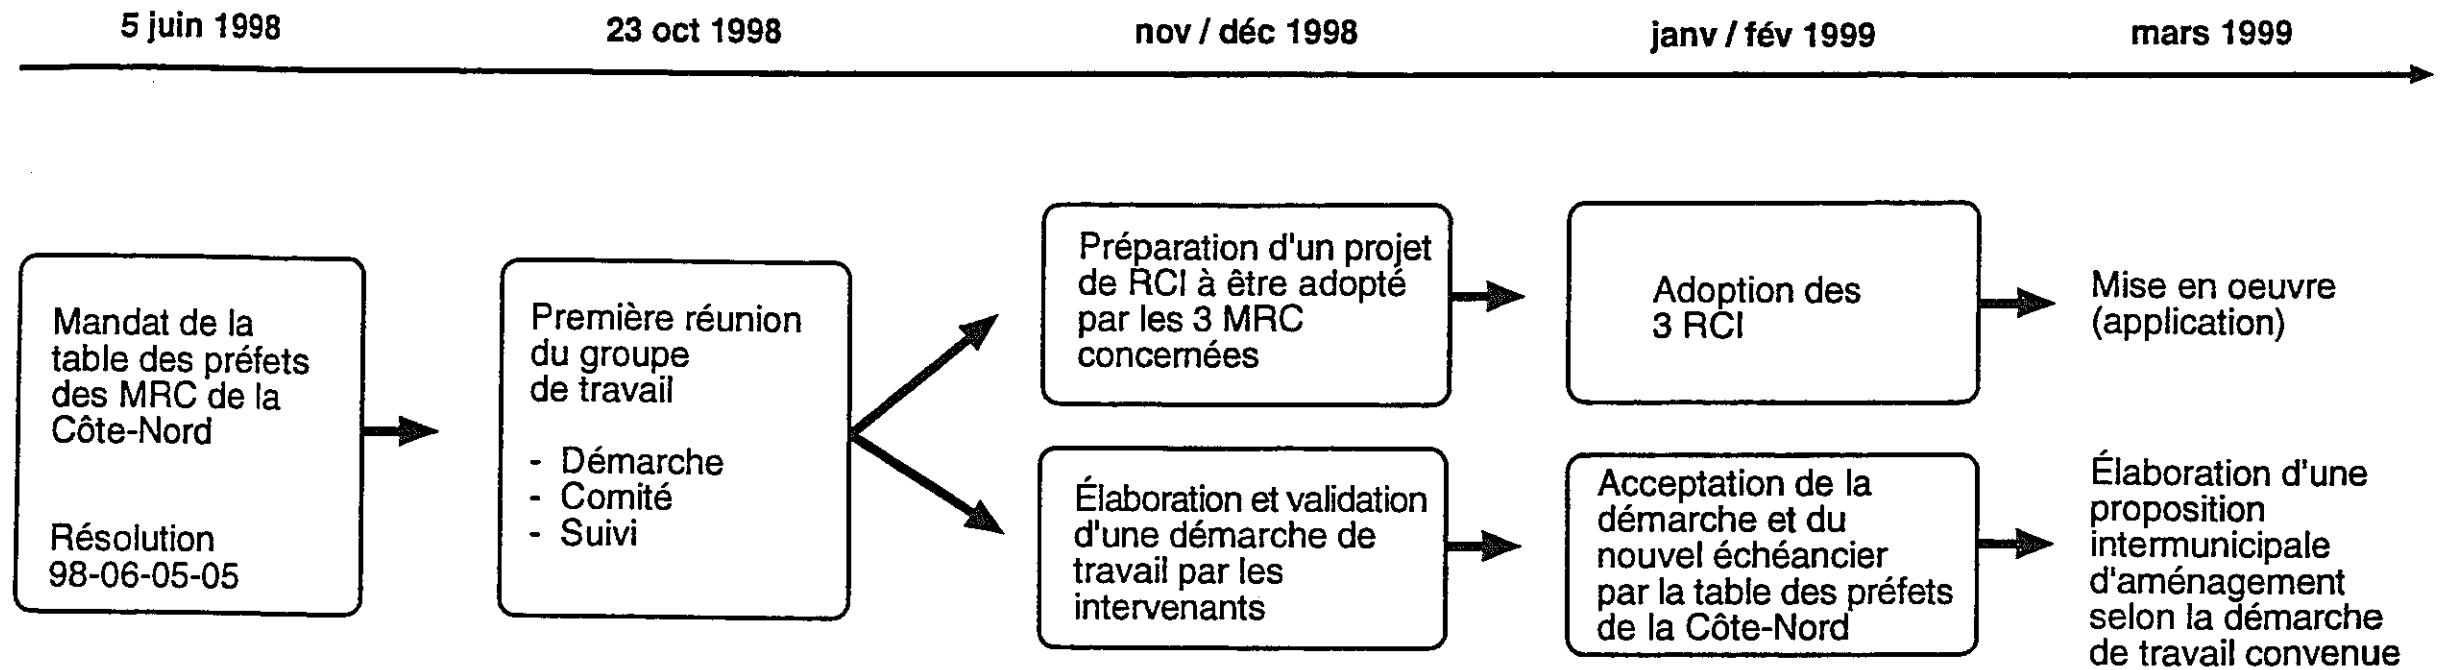 5 juin 1998
23 oct 1998
nov / déc 1998
janv / fév 1999
mars 1999
Mandat de la
table des préfets
des MRC de la
Côte-Nord
Résolution
98-06-05-05
Première réunion
du groupe
de travail
- Démarche
- Comité
- Suivi
Préparation d'un projet
de RCI à être adopté
par les 3 MRC
concernées
Adoption des
3 RCI
Mise en oeuvre
(application)
Élaboration et validation
d'une démarche de
travail par les
intervenants
Acceptation de la
démarche et du
nouvel échéancier
par la table des préfets
de la Côte-Nord
Élaboration d'une
proposition
intermunicipale
d'aménagement
selon la démarche
de travail convenue